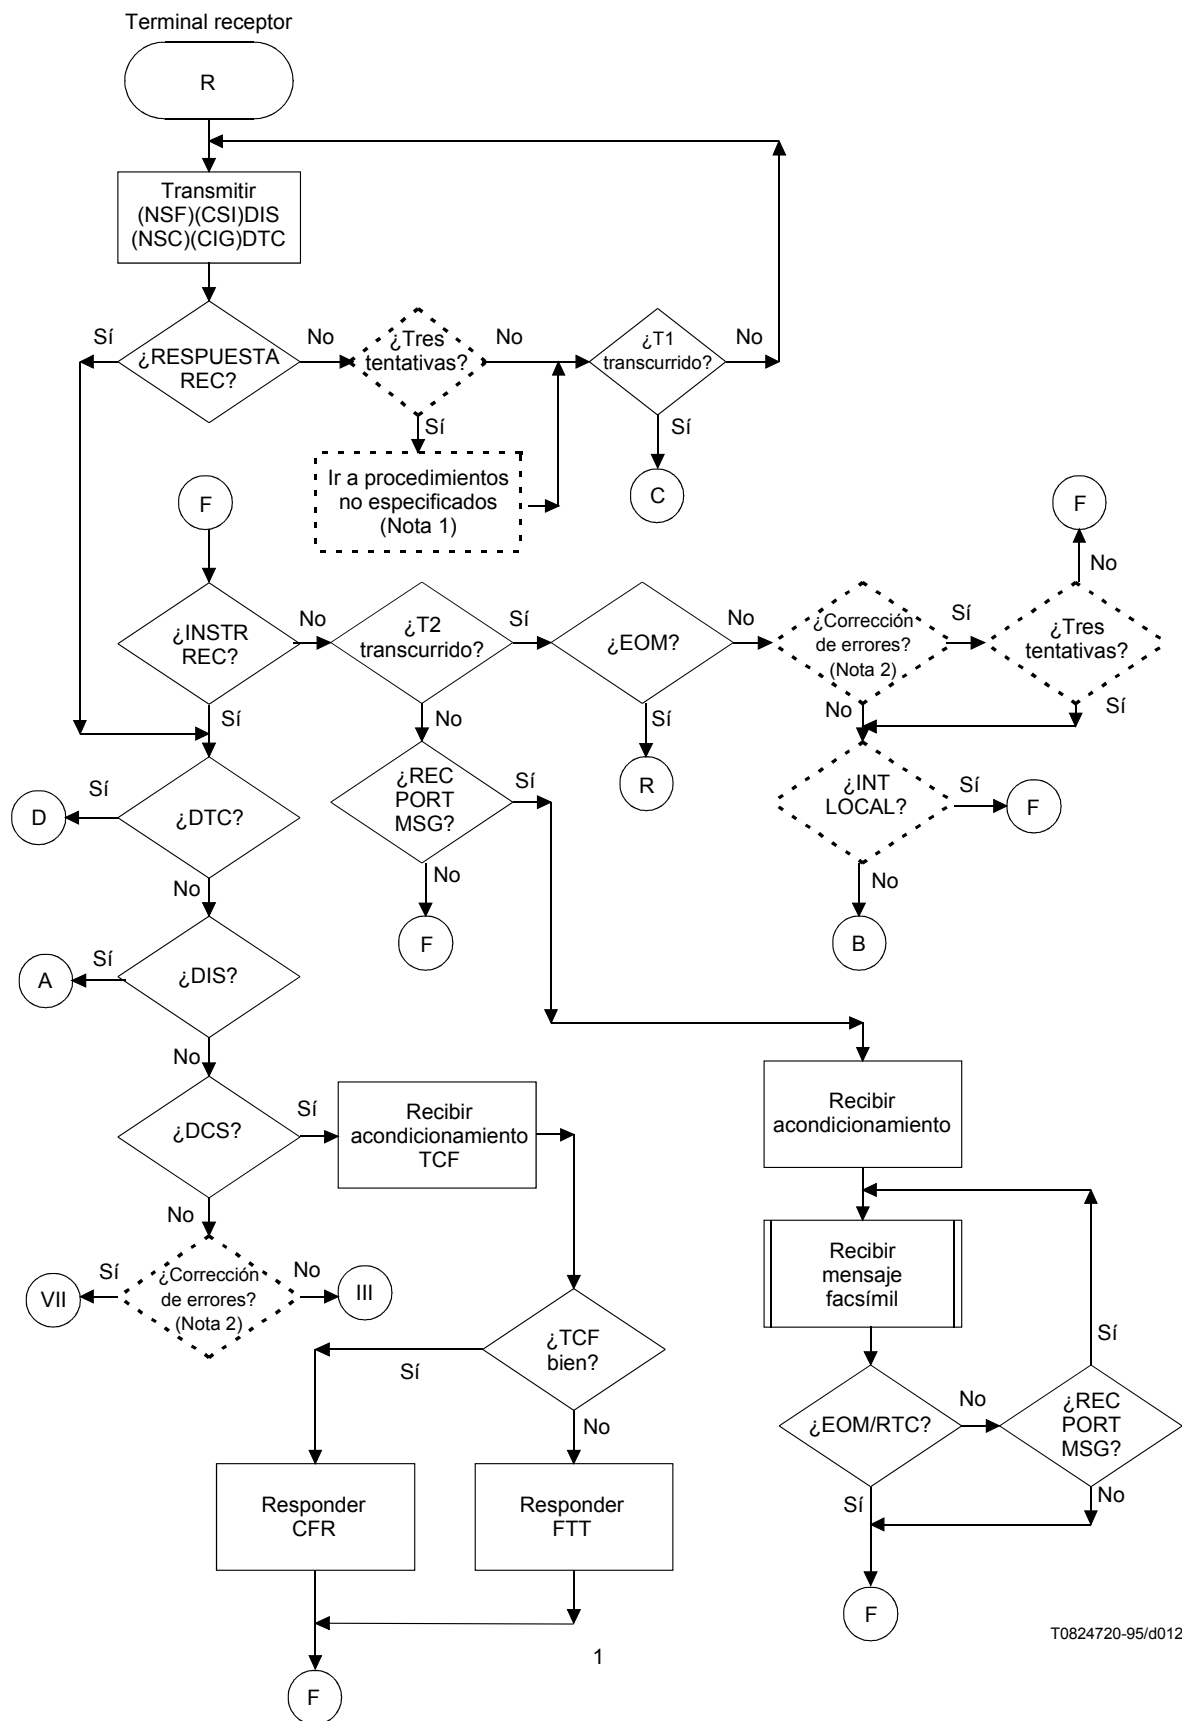 Terminal receptor
R
Transmitir
(NSF)(CSI)DIS
(NSC)(CIG)DTC
Sí
¿RESPUESTA
REC?
No
¿Tres
tentativas?
No
¿T1
transcurrido?
No
Sí
Sí
Ir a procedimientos
no especificados
(Nota 1)
C
F
F
No
¿INSTR
REC?
No
¿T2
transcurrido?
Sí
¿EOM?
No
¿Corrección
de errores?
(Nota 2)
Sí
¿Tres
tentativas?
Sí
No
Sí
No
Sí
D
Sí
¿DTC?
¿REC
PORT
MSG?
Sí
R
¿INT
LOCAL?
Sí
F
No
No
No
F
B
A
Sí
¿DIS?
No
¿DCS?
Sí
Recibir
acondicionamiento
TCF
Recibir
acondicionamiento
No
VII
Sí
¿Corrección
de errores?
(Nota 2)
No
III
Recibir
mensaje
facsímil
¿TCF
bien?
Sí
No
Sí
¿EOM/RTC?
No
¿REC
PORT
MSG?
Sí
No
Responder
CFR
Responder
FTT
F
F
T0824720-95/d012
1